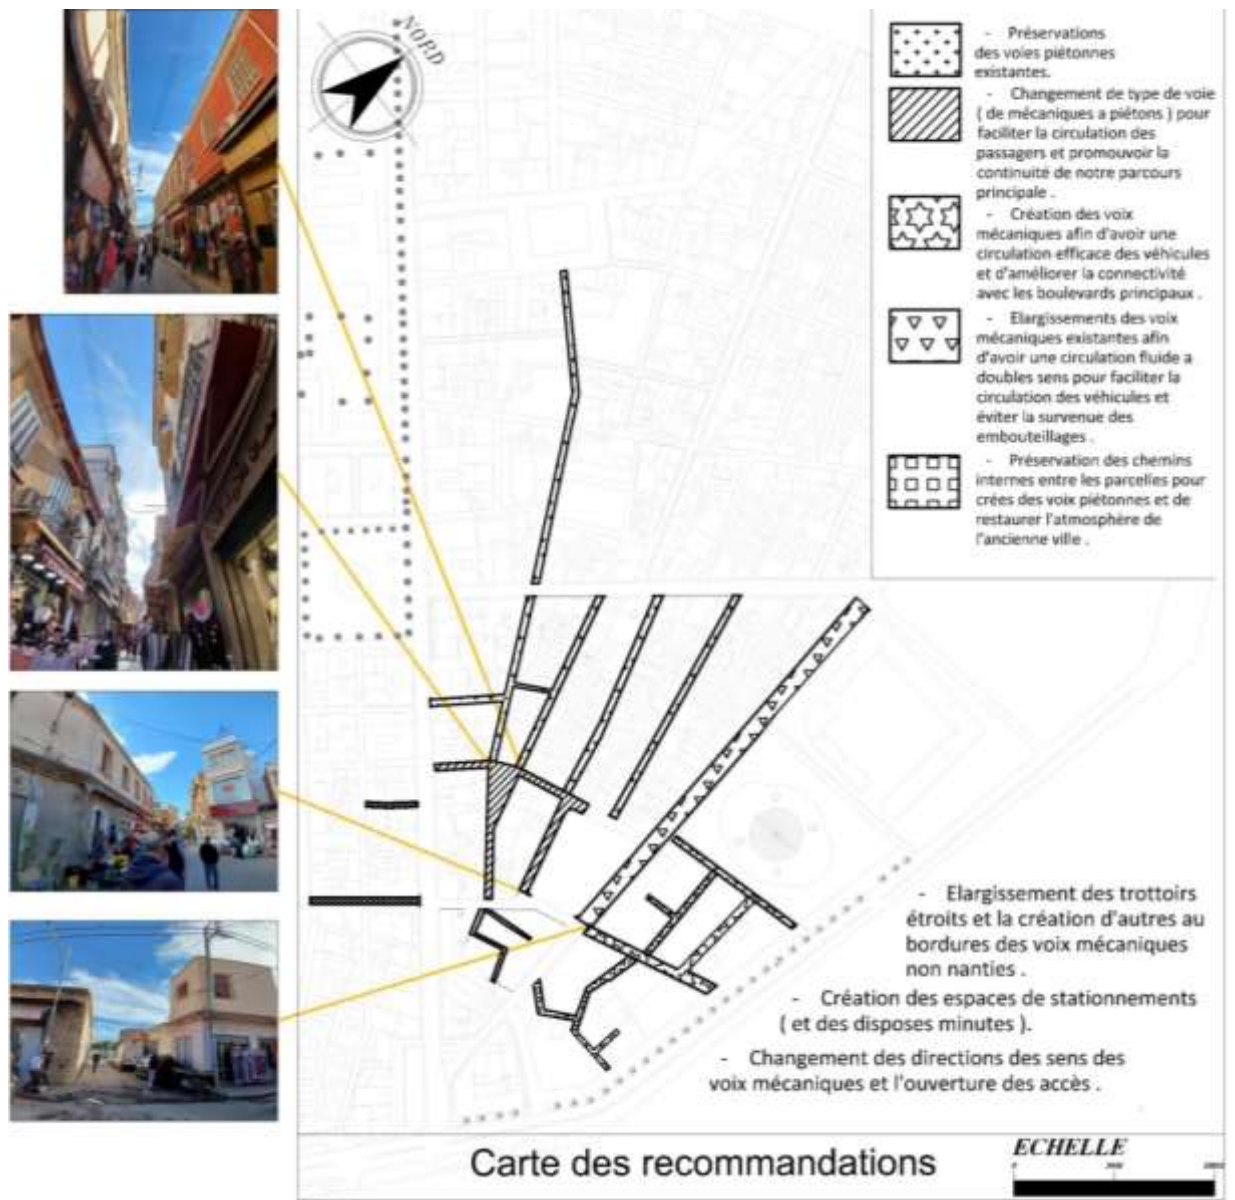 NORD
- Préservations
des voies piétonnes
existantes.
- Changement de type de voie
( de mécaniques a piétons ) pour
faciliter la circulation des
passagers et promouvoir la
continuité de notre parcours
principale .
- Création des voix
mécaniques afin d'avoir une
circulation efficace des véhicules
et d'améliorer la connectivité
avec les boulevards principaux .
- Elargissements des voix
mécaniques existantes afin
d'avoir une circulation fluide a
doubles sens pour faciliter la
circulation des véhicules et
éviter la survenue des
embouteillages .
- Préservation des chemins
internes entre les parcelles pour
crées des voix piétonnes et de
restaurer l'atmosphère de
l'ancienne ville .
- Elargissement des trottoirs
étroits et la création d'autres au
bordures des voix mécaniques
non nanties .
- Création des espaces de stationnements
( et des disposes minutes ).
- Changement des directions des sens des
voix mécaniques et l'ouverture des accès .
Carte des recommandations
ECHELLE
0